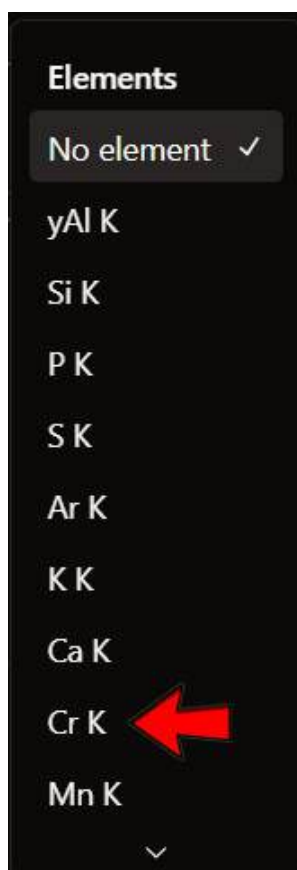 Elements
No element
yAl K
Si K
P K
S K
Ar K
K K
Ca K
Cr K
Mn K